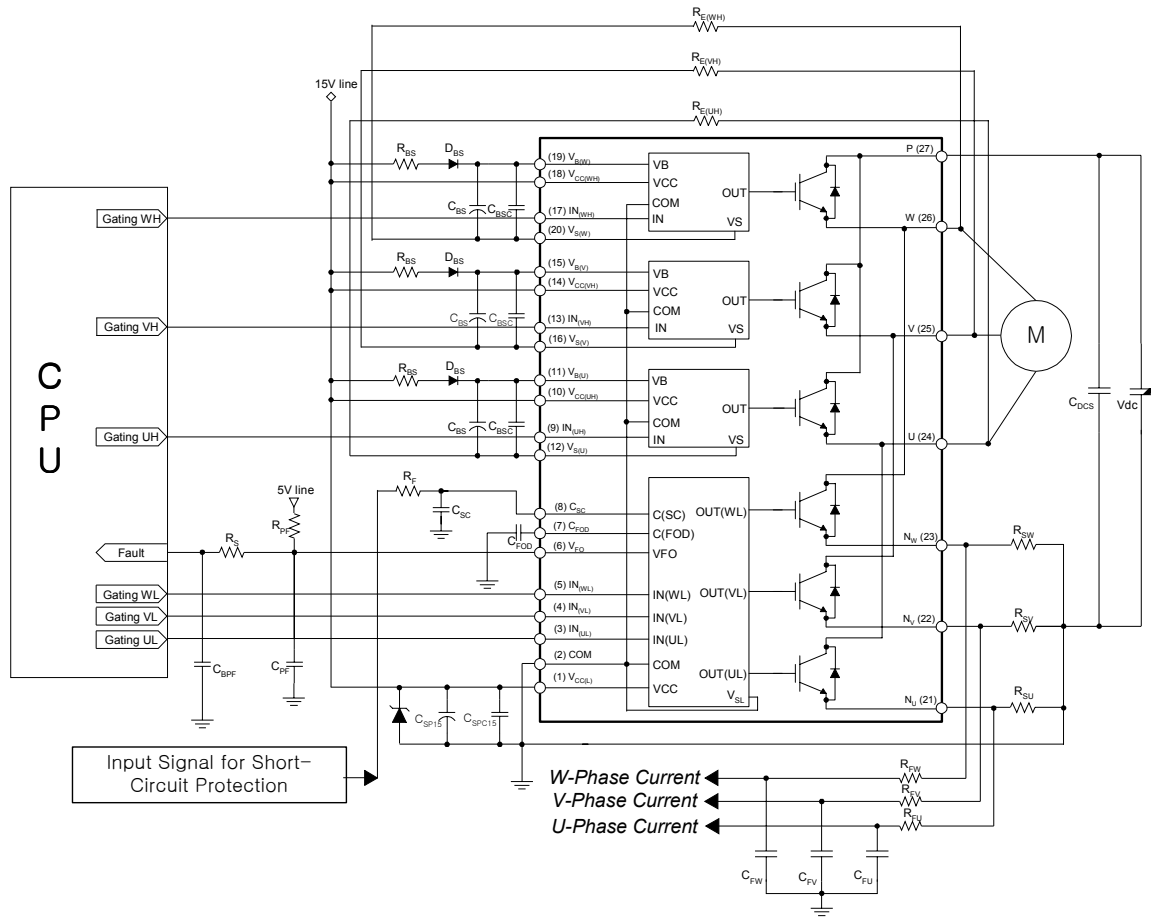 R_E(WH)
R_E(VH)
15V line
R_E(UH)
R_BS
D_BS
(19) V_B(W)
VB
P (27)
(18) V_CC(WH)
VCC
OUT
COM
C_BS
C_BSC
Gating WH
(17) IN_(WH)
IN
VS
W (26)
(20) V_S(W)
R_BS
D_BS
(15) V_B(V)
VB
(14) V_CC(VH)
VCC
OUT
COM
C_BS
C_BSC
Gating VH
(13) IN_(VH)
IN
VS
V (25)
(16) V_S(V)
M
CPU
R_BS
D_BS
(11) V_B(U)
VB
(10) V_CC(UH)
VCC
OUT
COM
C_DCS
Vdc
C_BS
C_BSC
Gating UH
(9) IN_(UH)
IN
VS
U (24)
(12) V_S(U)
R_F
5V line
C_SC
(8) C_SC
C(SC)
OUT(WL)
R_PF
C_FOD
(7) C_FOD
C(FOD)
R_S
(6) V_FO
VFO
N_W (23)
R_SW
Fault
Gating WL
(5) IN_(WL)
IN(WL)
OUT(VL)
Gating VL
(4) IN_(VL)
IN(VL)
N_V (22)
R_SV
Gating UL
(3) IN_(UL)
IN(UL)
(2) COM
COM
OUT(UL)
C_BPF
C_PF
(1) V_CC(L)
VCC
V_SL
N_U (21)
R_SU
C_SP15
C_SPC15
Input Signal for Short-
Circuit Protection
W-Phase Current
R_FW
V-Phase Current
R_FV
U-Phase Current
R_FU
C_FW
C_FV
C_FU